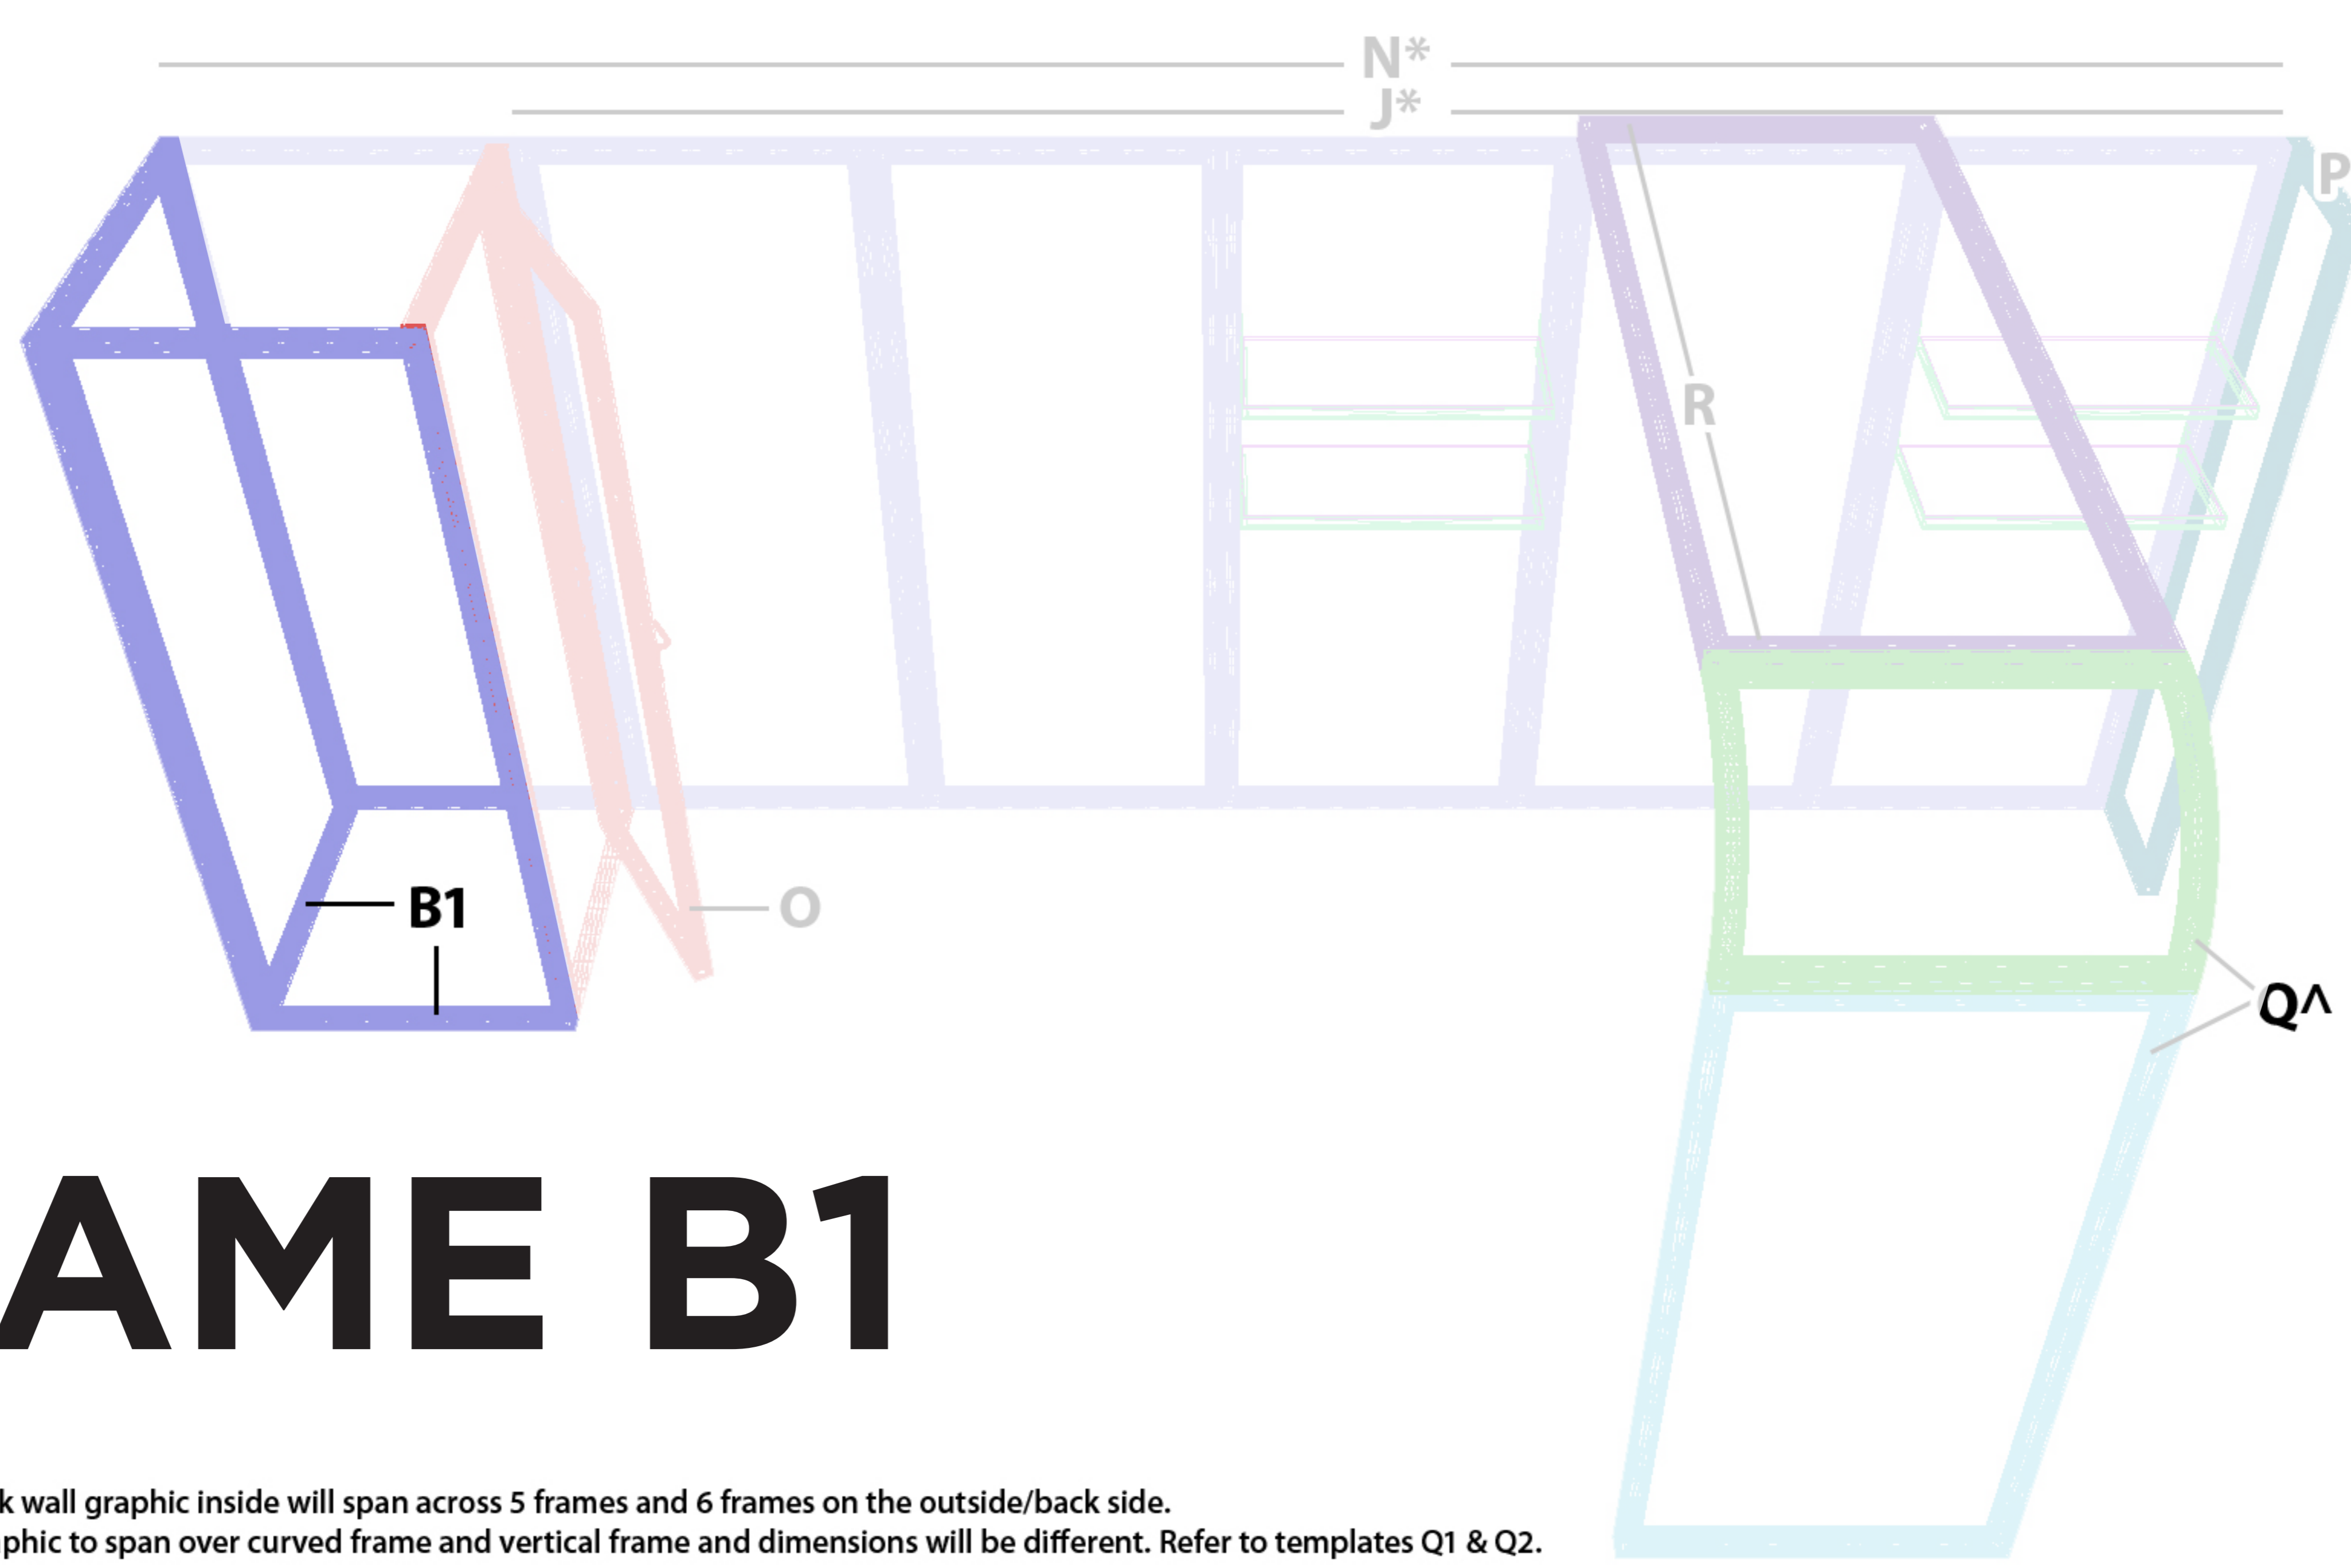 N*
J*
P
R
B1
O
Q^
AME B1
k wall graphic inside will span across 5 frames and 6 frames on the outside/back side.
phic to span over curved frame and vertical frame and dimensions will be different. Refer to templates Q1 & Q2.